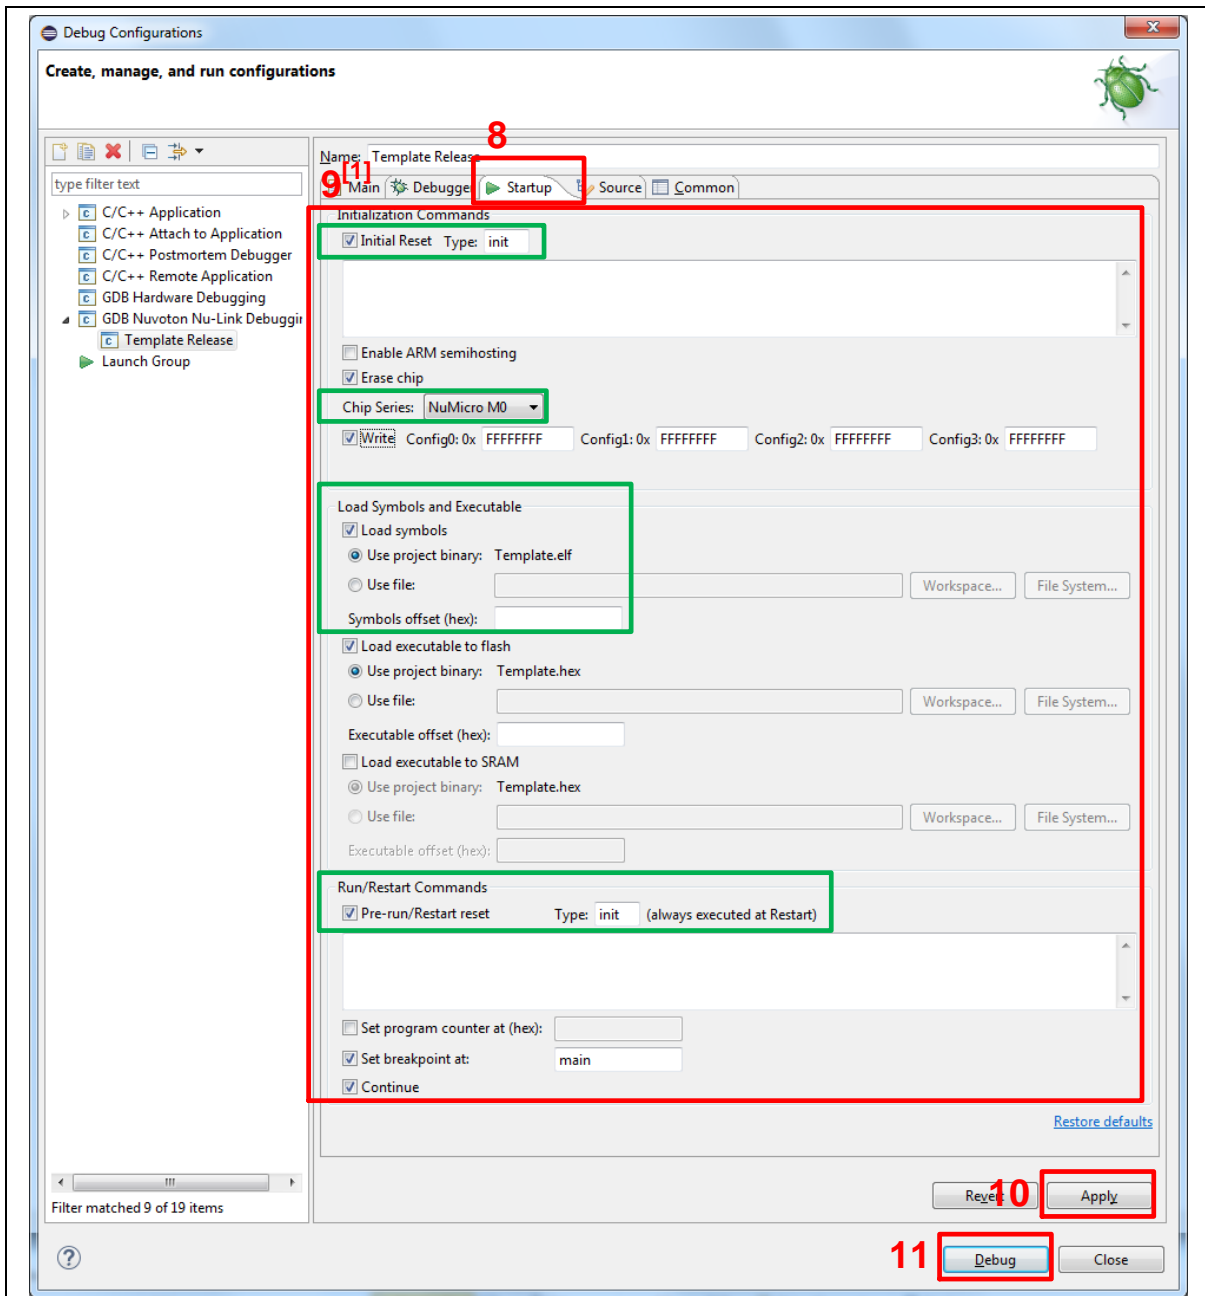 Debug Configurations
Create, manage, and run configurations
8
Name: Template Release
9[1]
type filter text
Main Debugger Startup Source Common
C/C++ Application
C/C++ Attach to Application
C/C++ Postmortem Debugger
C/C++ Remote Application
GDB Hardware Debugging
GDB Nuvoton Nu-Link Debuggin
Template Release
Launch Group
Initialization Commands
Initial Reset Type: init
Enable ARM semihosting
Erase chip
Chip Series: NuMicro M0
Write Config0: 0x FFFFFFFF Config1: 0x FFFFFFFF Config2: 0x FFFFFFFF Config3: 0x FFFFFFFF
Load Symbols and Executable
Load symbols
Use project binary: Template.elf
Use file: Workspace... File System...
Symbols offset (hex):
Load executable to flash
Use project binary: Template.hex
Use file: Workspace... File System...
Executable offset (hex):
Load executable to SRAM
Use project binary: Template.hex
Use file: Workspace... File System...
Executable offset (hex):
Run/Restart Commands
Pre-run/Restart reset Type: init (always executed at Restart)
Set program counter at (hex):
Set breakpoint at: main
Continue
Restore defaults
Filter matched 9 of 19 items
Revert 10 Apply
11 Debug Close